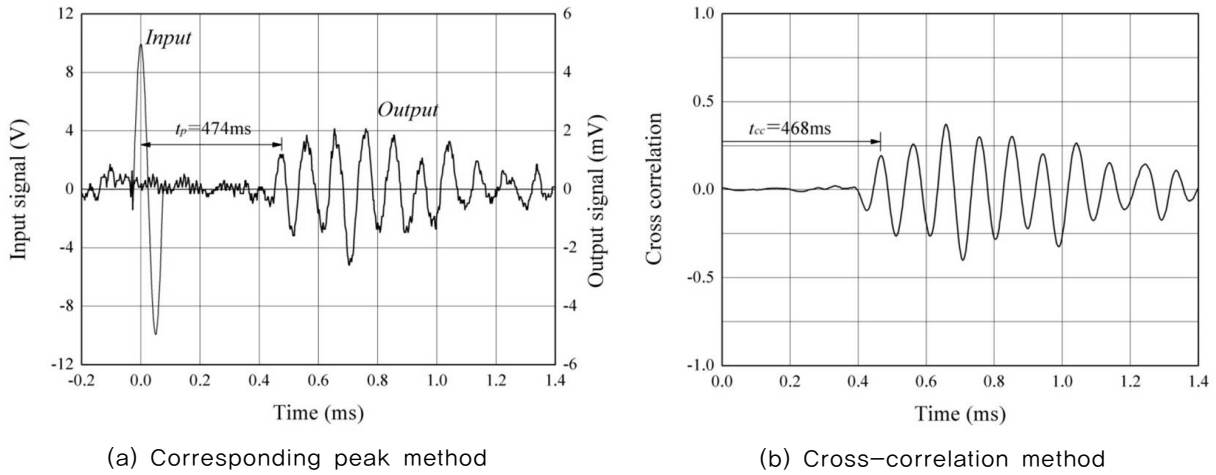 12
8
4
0
-4
-8
-12
Input signal (V)
6
4
2
0
-2
-4
-6
Output signal (mV)
Input
Output
tp=474ms
-0.2 0.0 0.2 0.4 0.6 0.8 1.0 1.2 1.4
Time (ms)
(a) Corresponding peak method
1.0
0.5
0.0
-0.5
-1.0
Cross correlation
tcc=468ms
0.0 0.2 0.4 0.6 0.8 1.0 1.2 1.4
Time (ms)
(b) Cross-correlation method